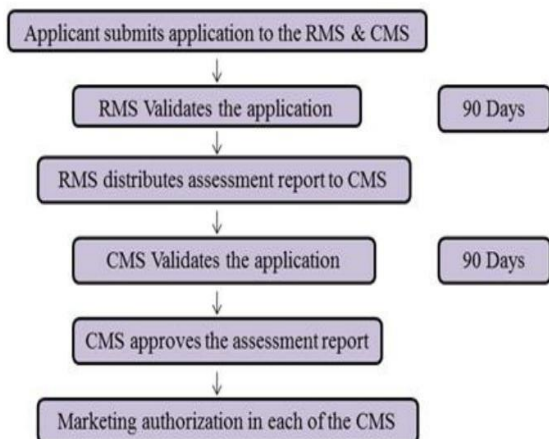 Applicant submits application to the RMS & CMS
RMS Validates the application
90 Days
RMS distributes assessment report to CMS
CMS Validates the application
90 Days
CMS approves the assessment report
Marketing authorization in each of the CMS